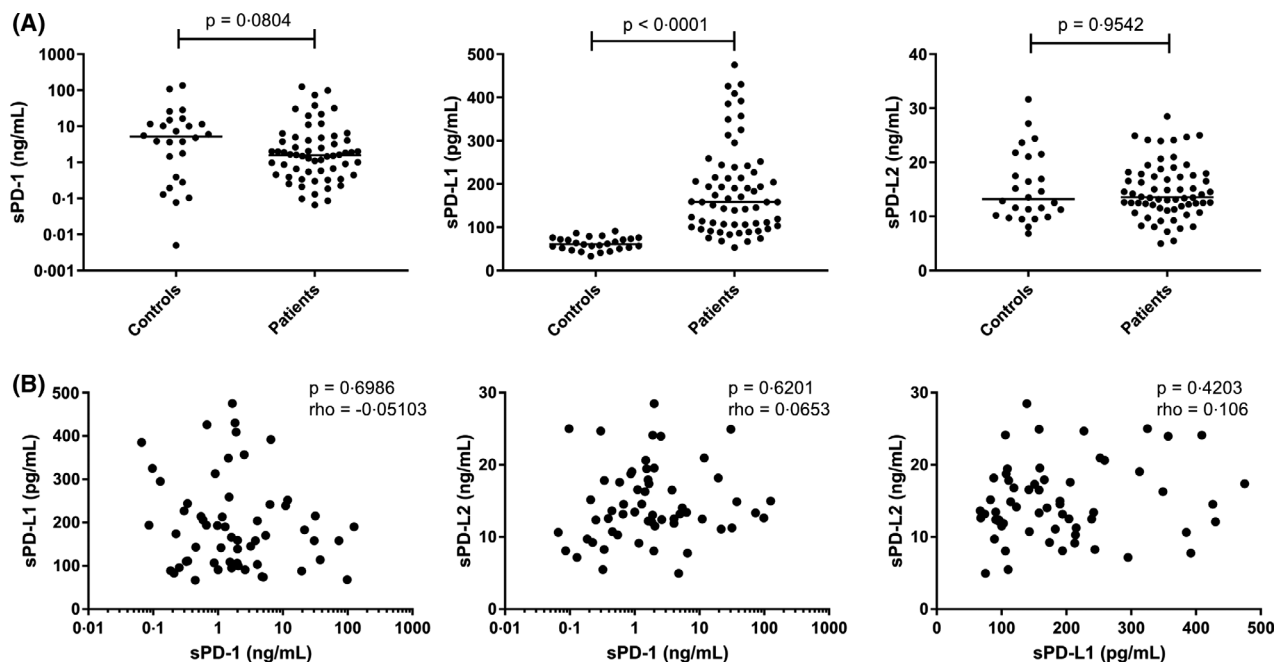 (A)
p = 0·0804
sPD-1 (ng/mL)
1000
100
10
1
0·1
0·01
0·001
Controls
Patients
p < 0·0001
sPD-L1 (pg/mL)
500
400
300
200
100
0
Controls
Patients
p = 0·9542
sPD-L2 (ng/mL)
40
30
20
10
0
Controls
Patients
(B)
p = 0·6986
rho = -0·05103
sPD-L1 (pg/mL)
500
400
300
200
100
0
0·01 0·1 1 10 100 1000
sPD-1 (ng/mL)
p = 0·6201
rho = 0·0653
sPD-L2 (ng/mL)
30
20
10
0
0·01 0·1 1 10 100 1000
sPD-1 (ng/mL)
p = 0·4203
rho = 0·106
sPD-L2 (ng/mL)
30
20
10
0
0 100 200 300 400 500
sPD-L1 (pg/mL)